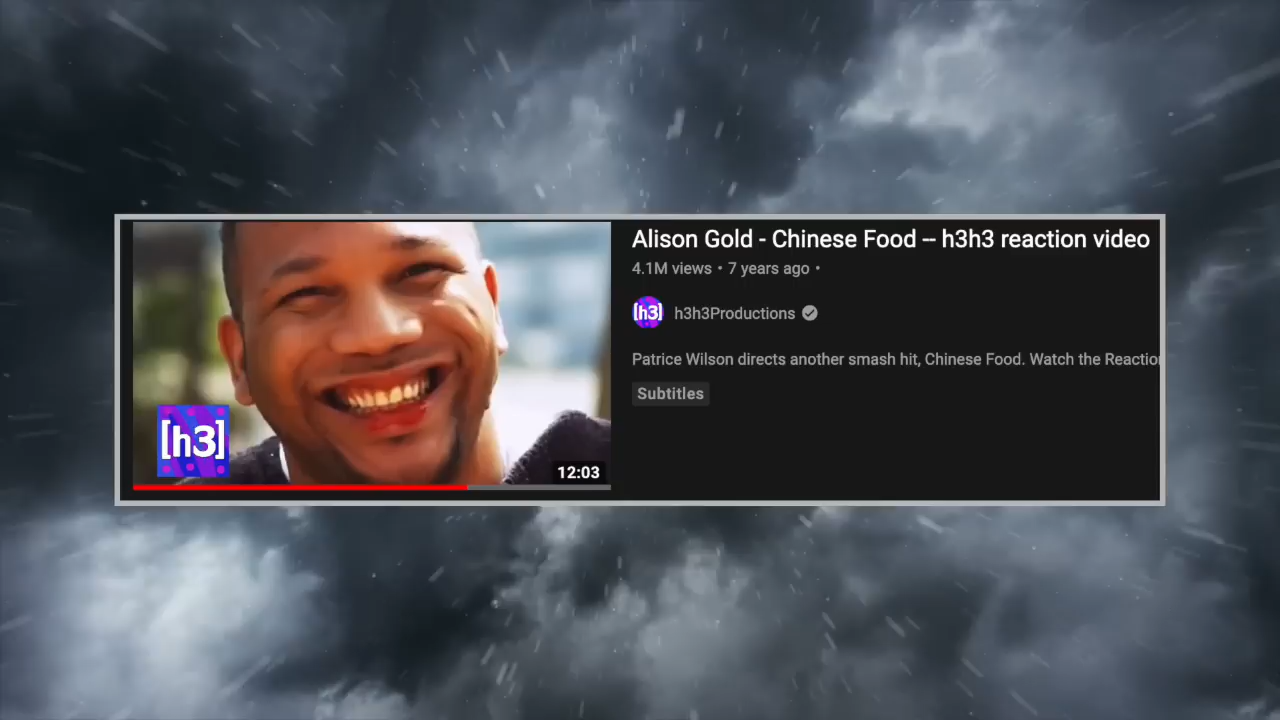 Alison Gold - Chinese Food -- h3h3 reaction video
4.1M views • 7 years ago •
[h3] h3h3Productions
Patrice Wilson directs another smash hit, Chinese Food. Watch the Reactio
Subtitles
[h3]
12:03